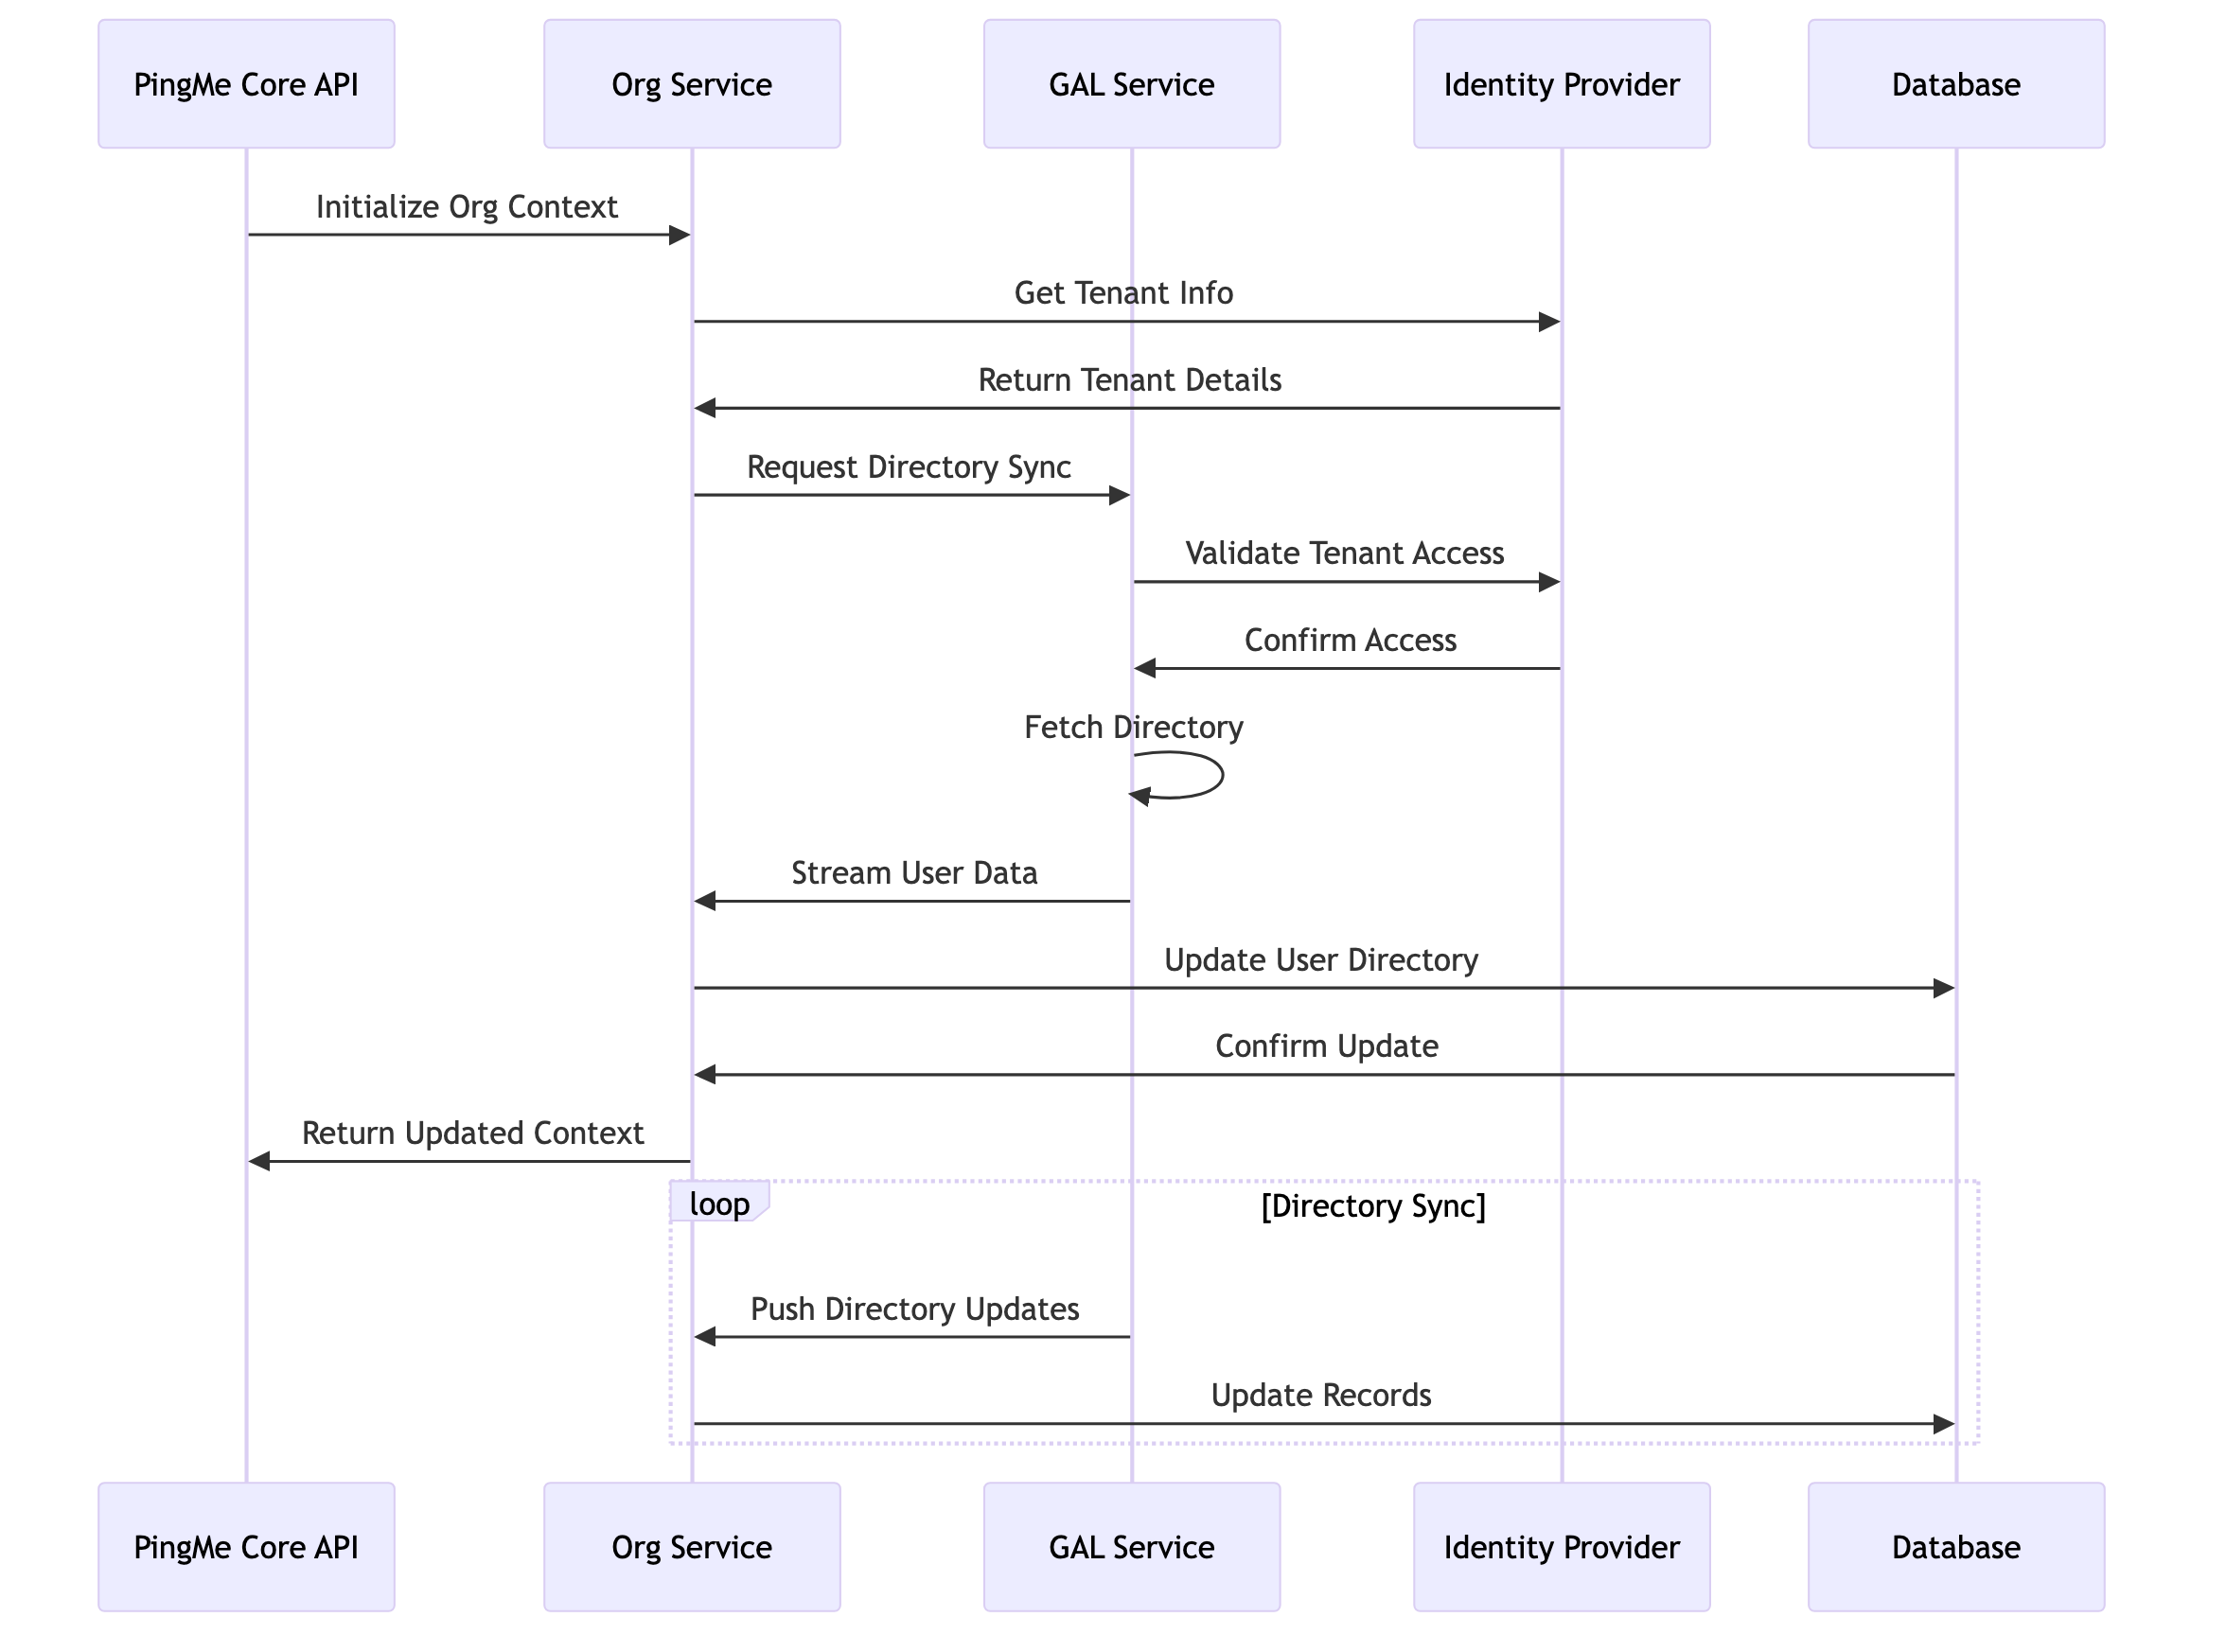 PingMe Core API
Org Service
GAL Service
Identity Provider
Database
Initialize Org Context
Get Tenant Info
Return Tenant Details
Request Directory Sync
Validate Tenant Access
Confirm Access
Fetch Directory
Stream User Data
Update User Directory
Confirm Update
Return Updated Context
loop
[Directory Sync]
Push Directory Updates
Update Records
PingMe Core API
Org Service
GAL Service
Identity Provider
Database